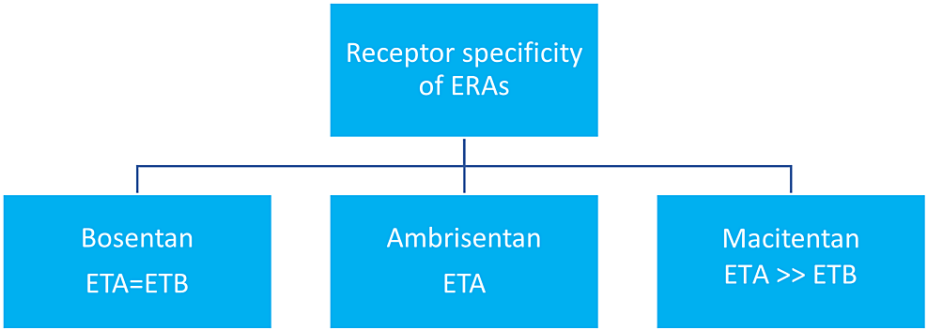 Receptor specificity
of ERAs
Bosentan
ETA=ETB
Ambrisentan
ETA
Macitentan
ETA >> ETB